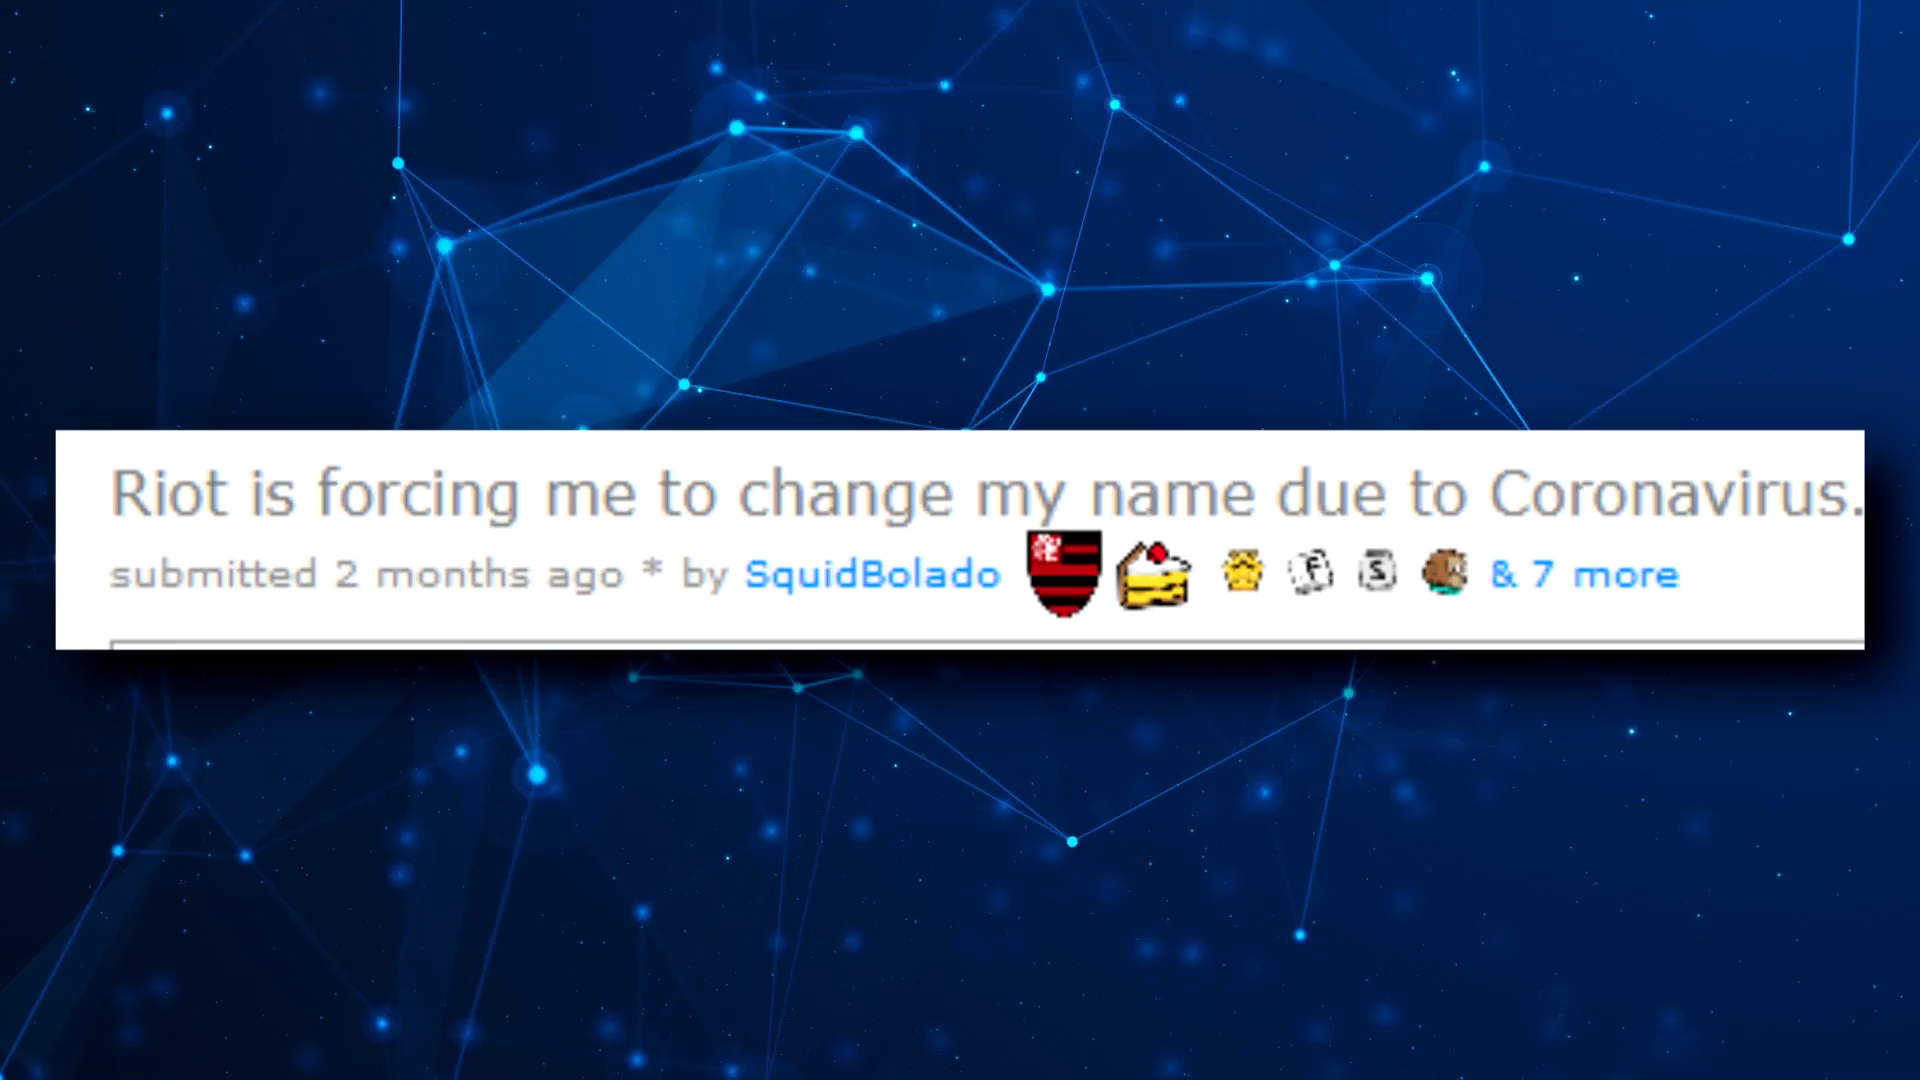 Riot is forcing me to change my name due to Coronavirus.
submitted 2 months ago * by SquidBolado F S & 7 more